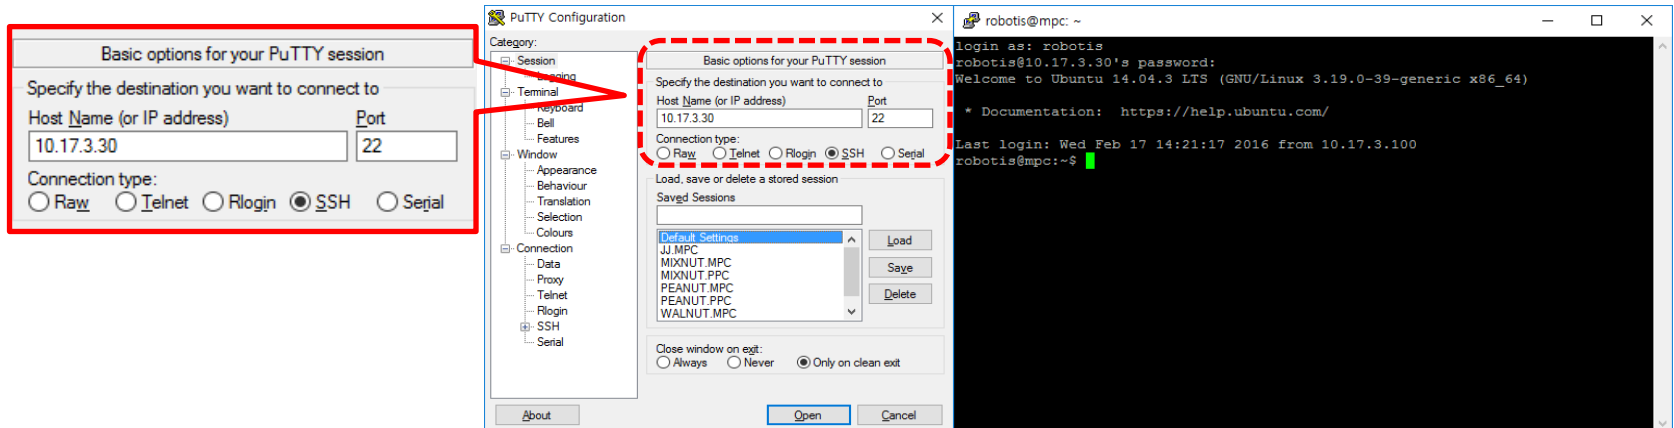 Basic options for your PuTTY session
Specify the destination you want to connect to
Host Name (or IP address) Port
10.17.3.30 22
Connection type:
Raw Telnet Rlogin SSH Serial
PuTTY Configuration
Category:
Session
Logging
Terminal
Keyboard
Bell
Features
Window
Appearance
Behaviour
Translation
Selection
Colours
Connection
Data
Proxy
Telnet
Rlogin
SSH
Serial
Basic options for your PuTTY session
Specify the destination you want to connect to
Host Name (or IP address) Port
10.17.3.30 22
Connection type:
Raw Telnet Rlogin SSH Serial
Load, save or delete a stored session
Saved Sessions
Default Settings
JJ.MPC
MIXNUT.MPC
MIXNUT.PPC
PEANUT.MPC
PEANUT.PPC
WALNUT.MPC
Load
Save
Delete
Close window on exit:
Always Never Only on clean exit
About Open Cancel
robotis@mpc: ~
login as: robotis
robotis@10.17.3.30's password:
Welcome to Ubuntu 14.04.3 LTS (GNU/Linux 3.19.0-39-generic x86_64)
* Documentation: https://help.ubuntu.com/
Last login: Wed Feb 17 14:21:17 2016 from 10.17.3.100
robotis@mpc:~$